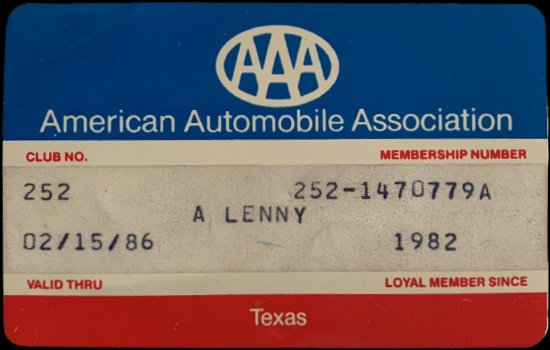 AAA
American Automobile Association
CLUB NO. MEMBERSHIP NUMBER
252 252-1470779A
A LENNY
02/15/86 1982
VALID THRU LOYAL MEMBER SINCE
Texas